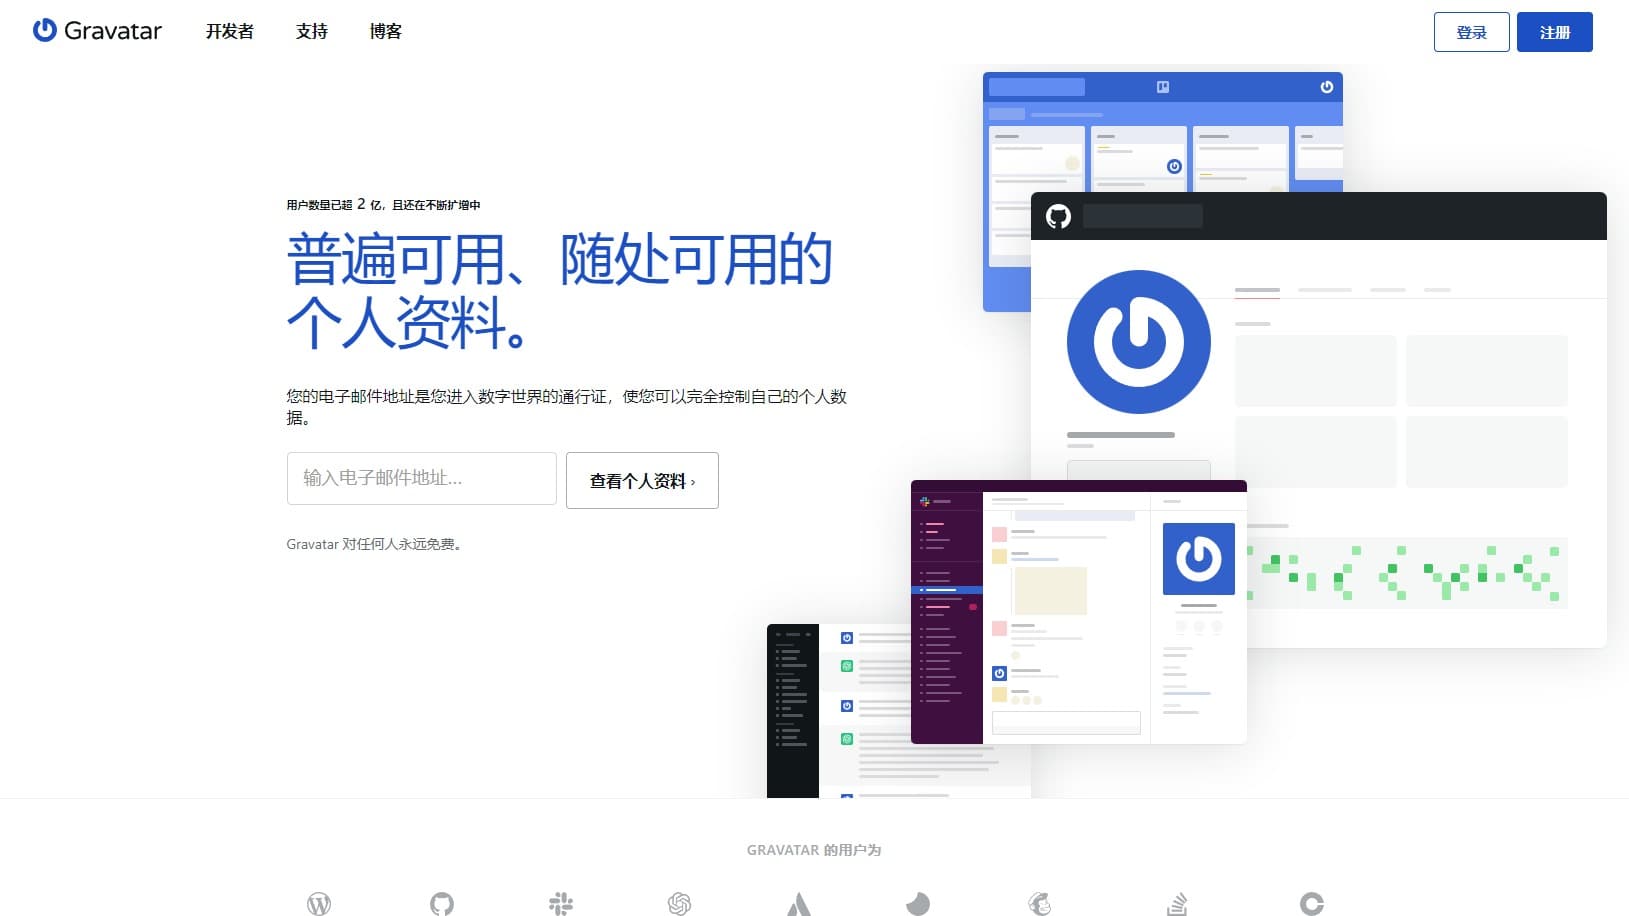 Gravatar
开发者
支持
博客
登录
注册
用户数量已超 2 亿，且还在不断扩增中
普遍可用、随处可用的
个人资料。
您的电子邮件地址是您进入数字世界的通行证，使您可以完全控制自己的个人数
据。
输入电子邮件地址...
查看个人资料 ›
Gravatar 对任何人永远免费。
GRAVATAR 的用户为